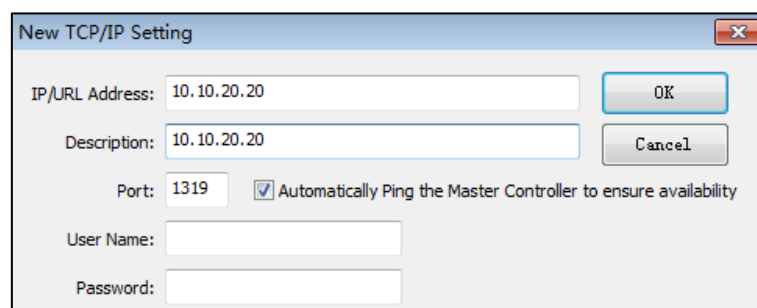 New TCP/IP Setting
IP/URL Address: 10.10.20.20 OK
Description: 10.10.20.20 Cancel
Port: 1319 Automatically Ping the Master Controller to ensure availability
User Name:
Password: